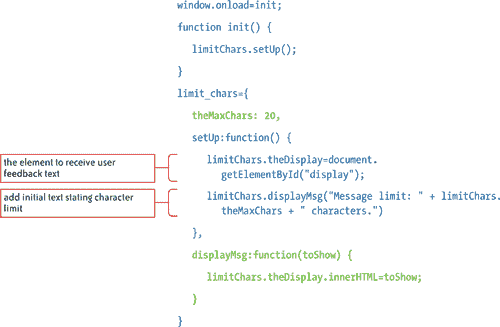 window.onload=init;
function init() {
limitChars.setUp();
}
limit_chars={
theMaxChars: 20,
setUp:function() {
the element to receive user
feedback text
limitChars.theDisplay=document.
getElementById("display");
add initial text stating character
limit
limitChars.displayMsg("Message limit: " + limitChars.
theMaxChars + " characters.")
},
displayMsg:function(toShow) {
limitChars.theDisplay.innerHTML=toShow;
}
}